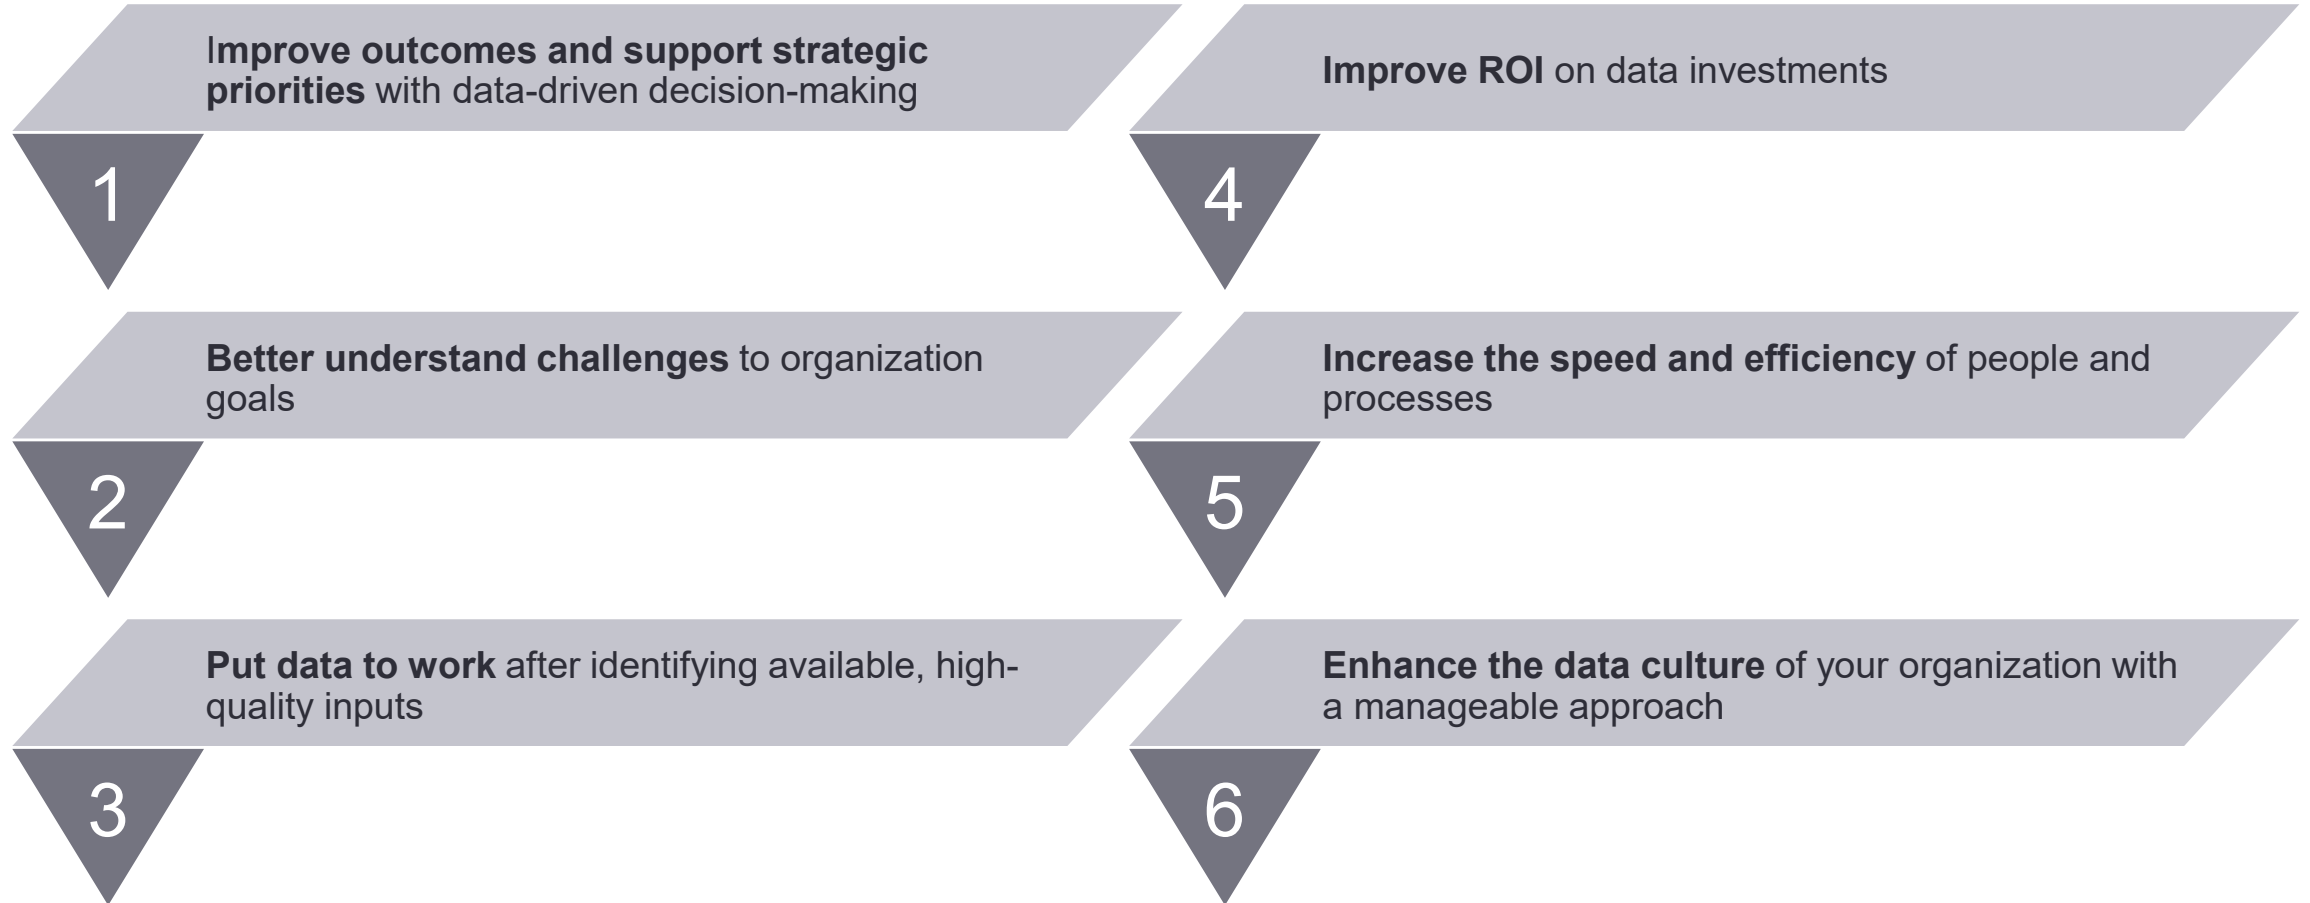 Improve outcomes and support strategic
priorities with data-driven decision-making
1
Better understand challenges to organization
goals
2
Put data to work after identifying available, high-
quality inputs
3
Improve ROI on data investments
4
Increase the speed and efficiency of people and
processes
5
Enhance the data culture of your organization with
a manageable approach
6